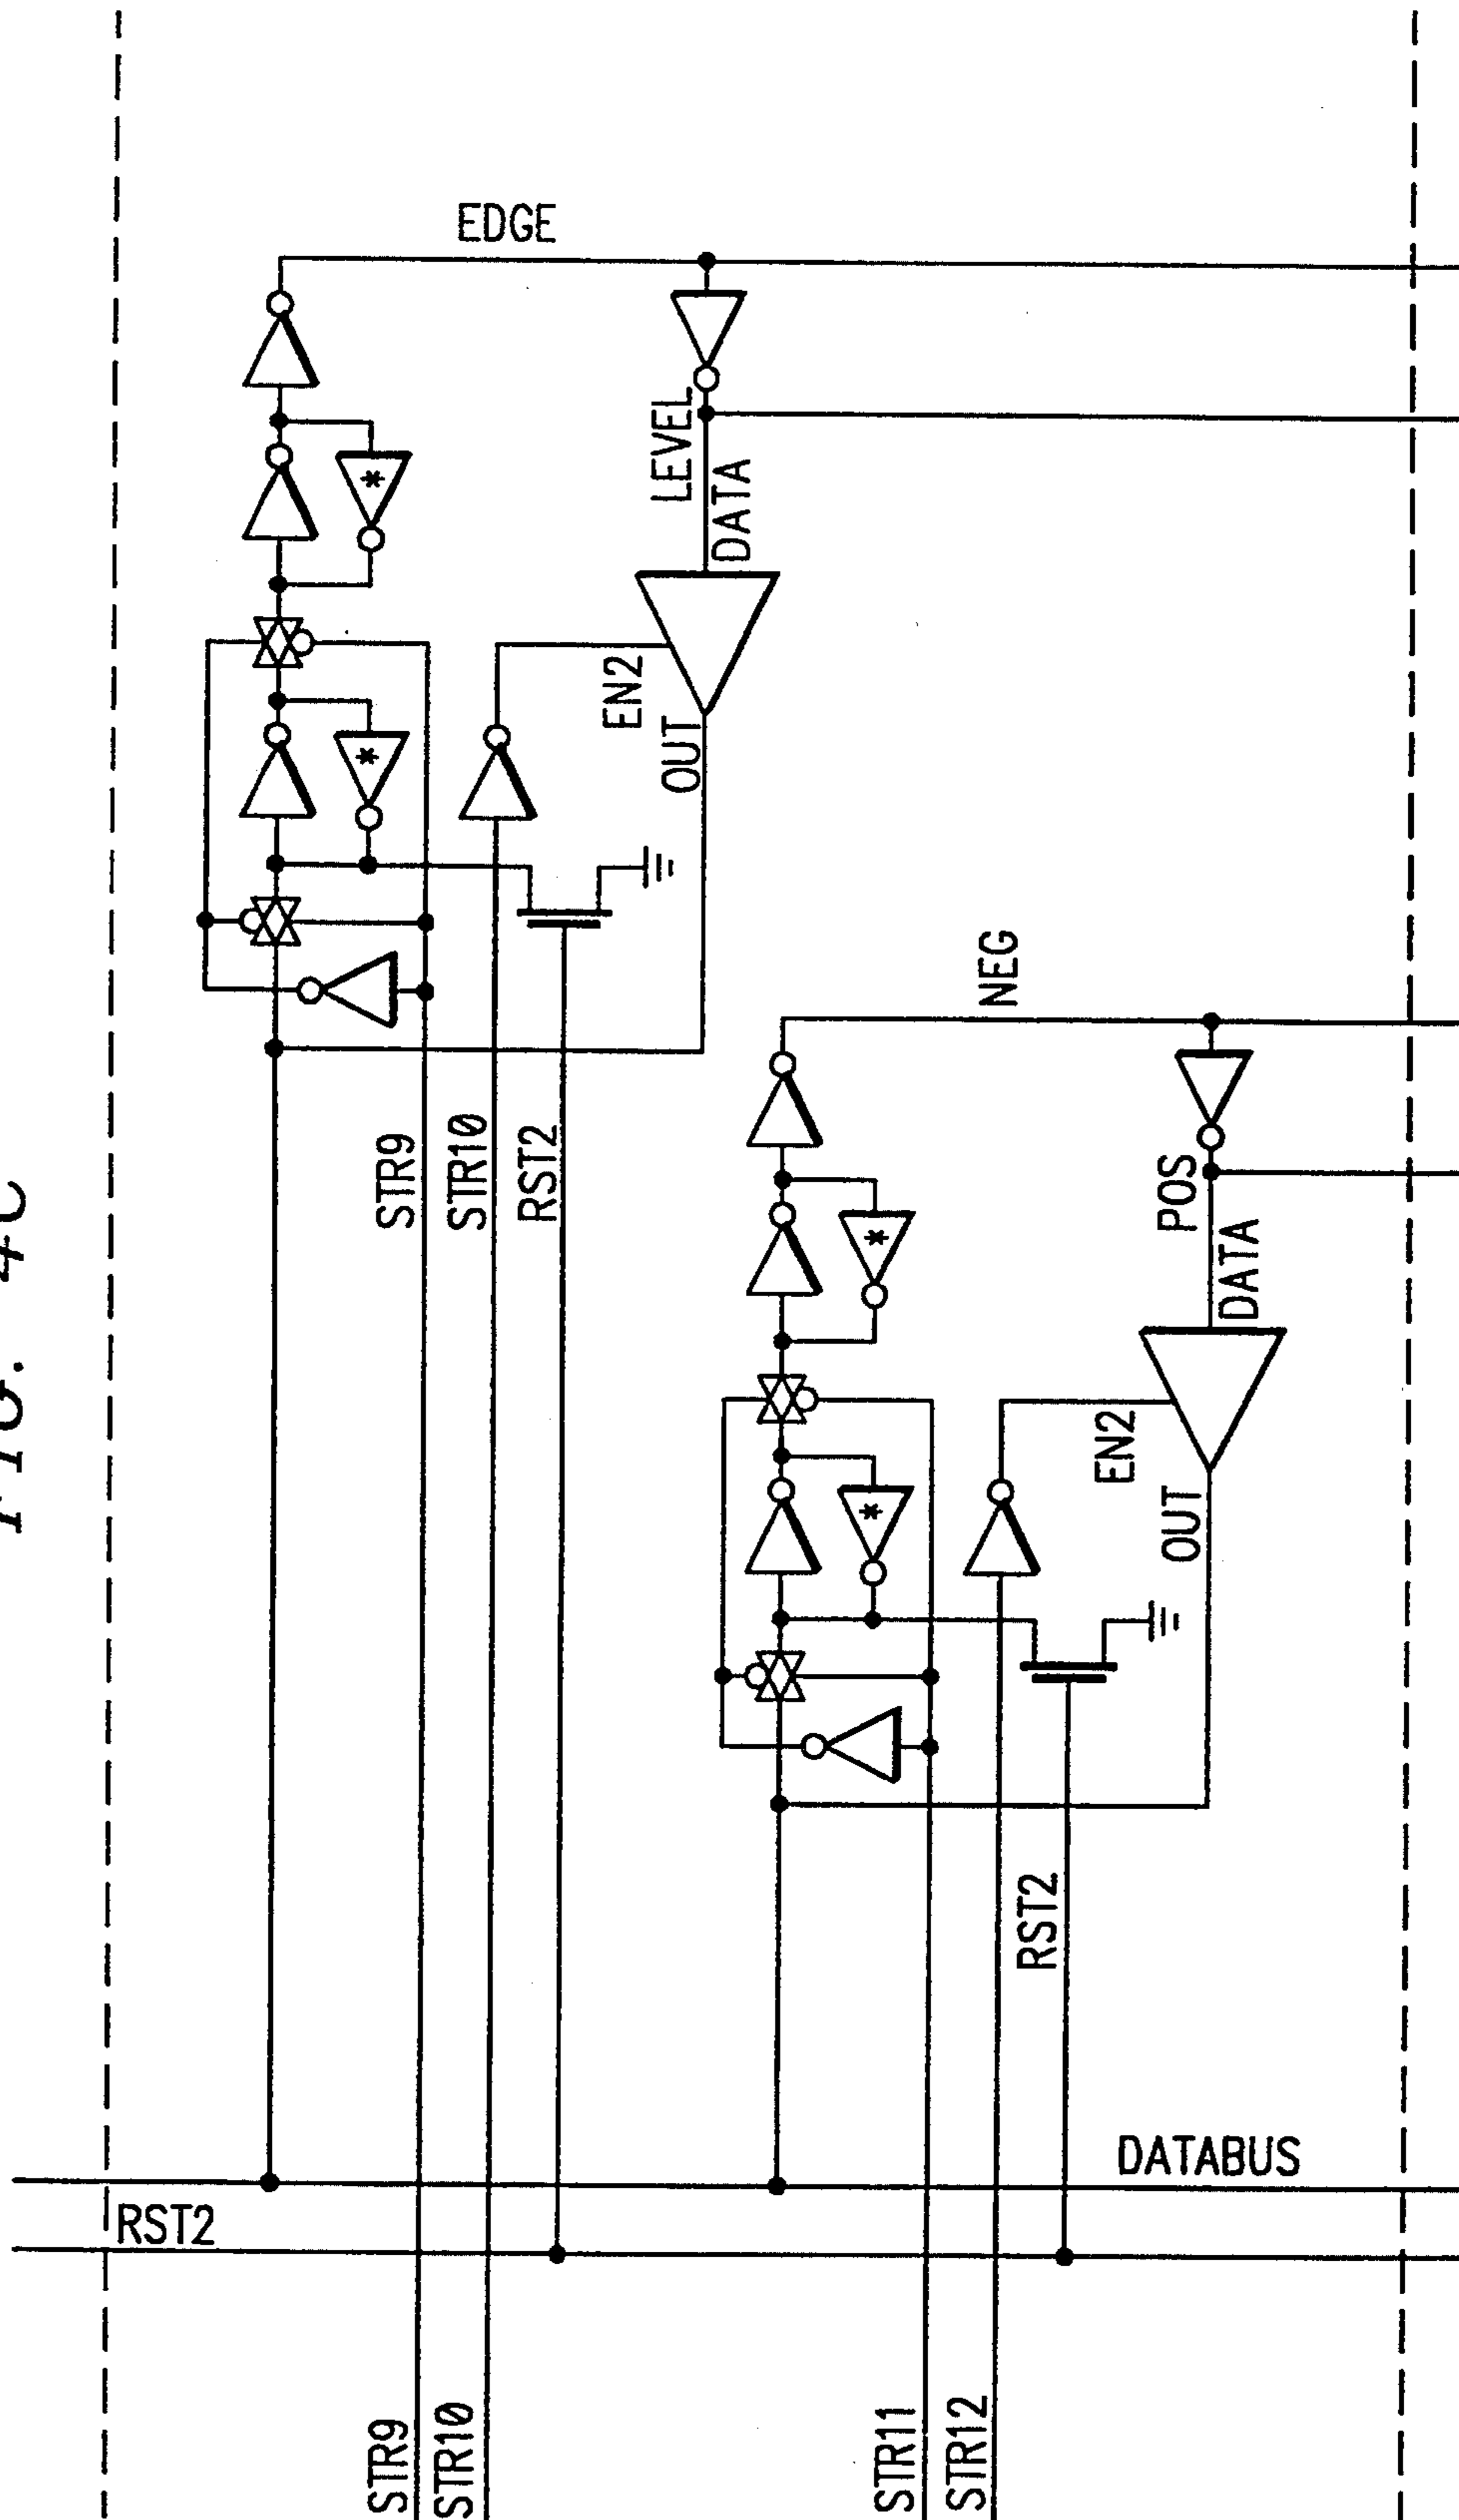 EDGE
LEVEL
DATA
EN2
OUT
NEG
STR9
STR10
RST2
POS
DATA
EN2
OUT
RST2
DATABUS
RST2
STR9
STR10
STR11
STR12
*
*
*
*